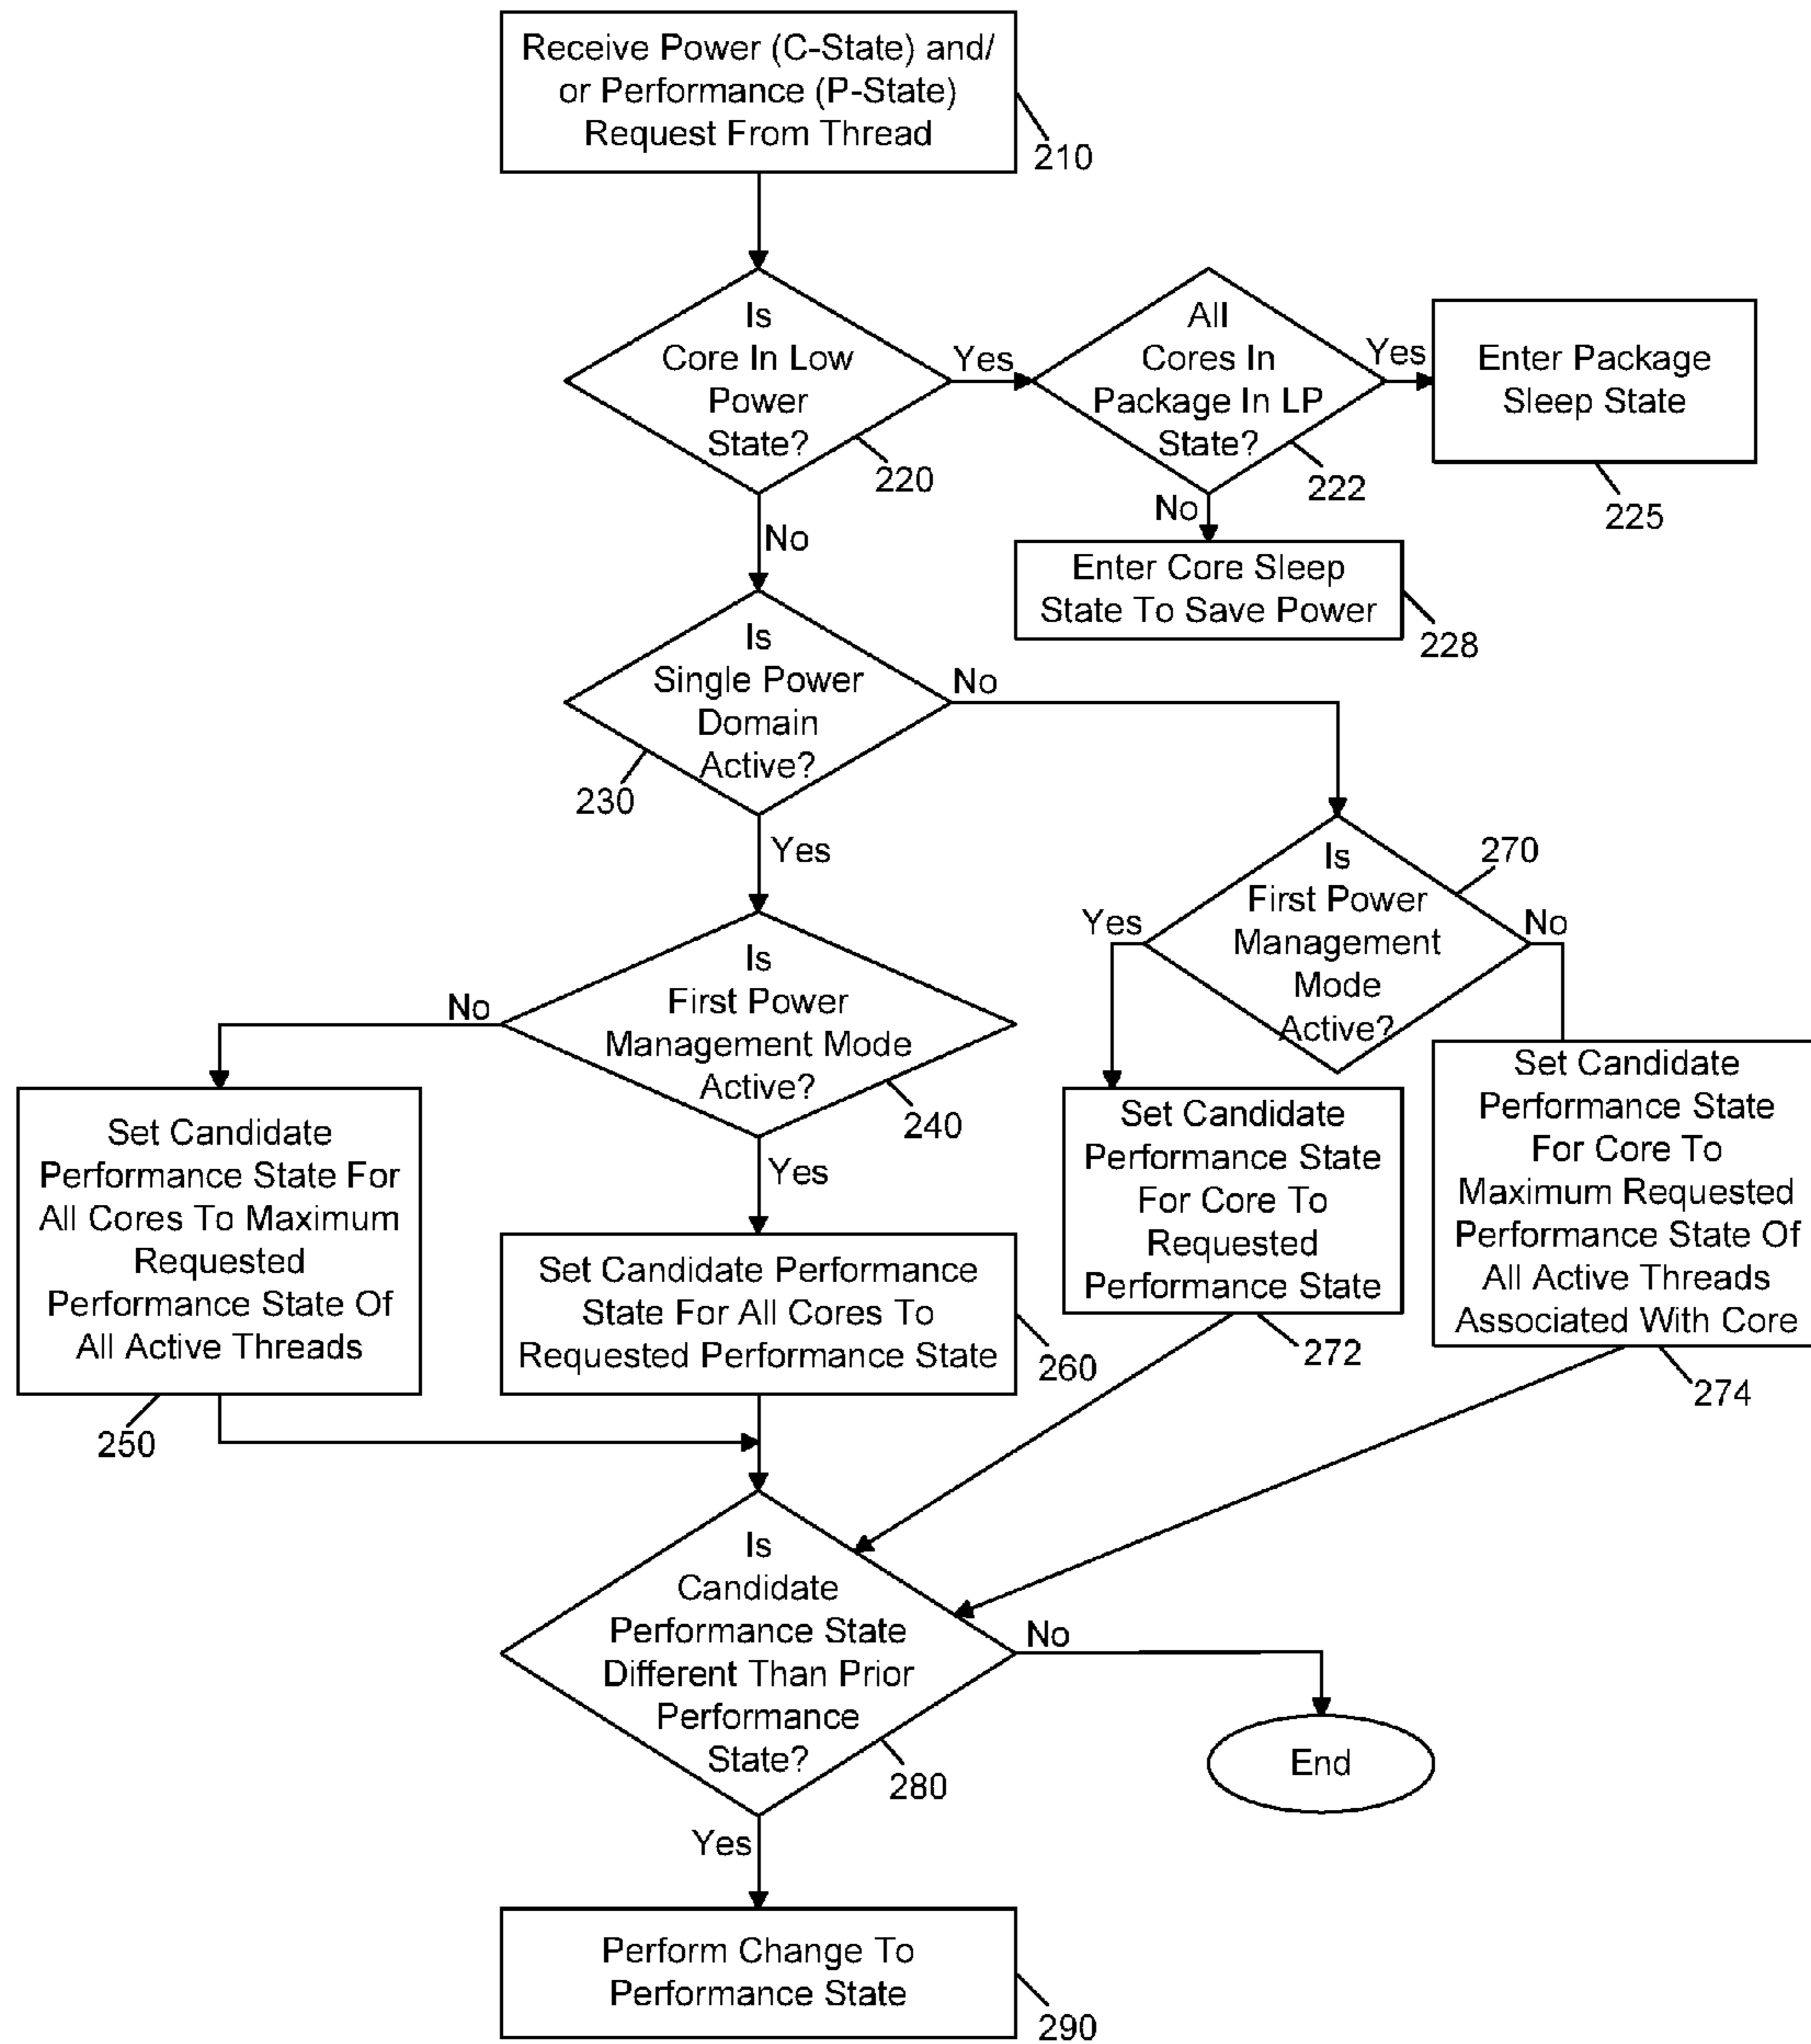 Receive Power (C-State) and/
or Performance (P-State)
Request From Thread
210
Is
Core In Low
Power
State?
220
Yes
All
Cores In
Package In LP
State?
222
Yes
Enter Package
Sleep State
225
No
Enter Core Sleep
State To Save Power
228
No
Is
Single Power
Domain
Active?
230
No
Yes
Is
First Power
Management
Mode
Active?
270
Yes
No
Is
First Power
Management Mode
Active?
240
No
Yes
Set Candidate
Performance State For
All Cores To Maximum
Requested
Performance State Of
All Active Threads
250
Set Candidate Performance
State For All Cores To
Requested Performance State
260
Set Candidate
Performance State
For Core To
Requested
Performance State
272
Set Candidate
Performance State
For Core To
Maximum Requested
Performance State Of
All Active Threads
Associated With Core
274
Is
Candidate
Performance State
Different Than Prior
Performance
State?
280
No
End
Yes
Perform Change To
Performance State
290